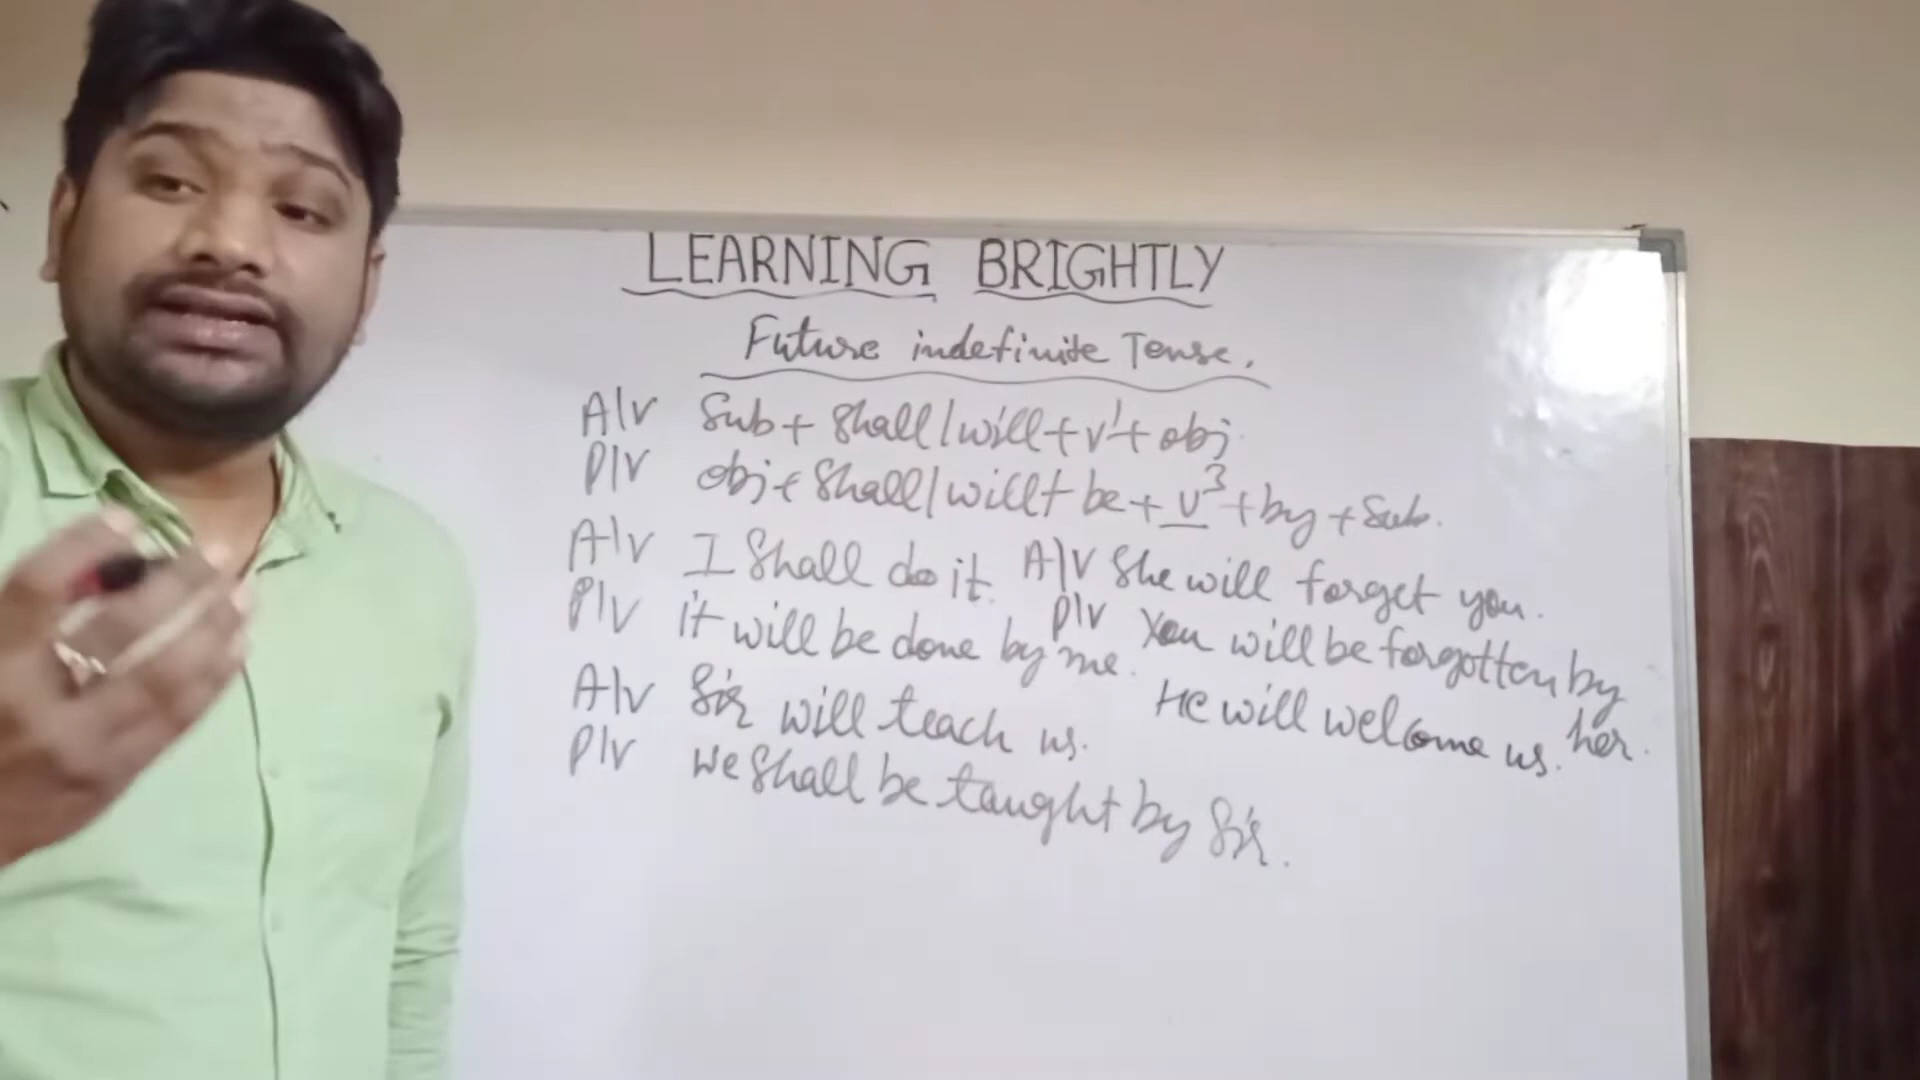 LEARNING BRIGHTLY
Future indefinite Tense.
A/V Sub + Shall/will + v¹ + obj.
P/V obj + Shall/will + be + v³ + by + Sub.
A/V I Shall do it. A/V She will forget you.
P/V it will be done by me. P/V You will be forgotten by her.
A/V Sir will teach us. He will welcome us.
P/V We Shall be taught by Sir.